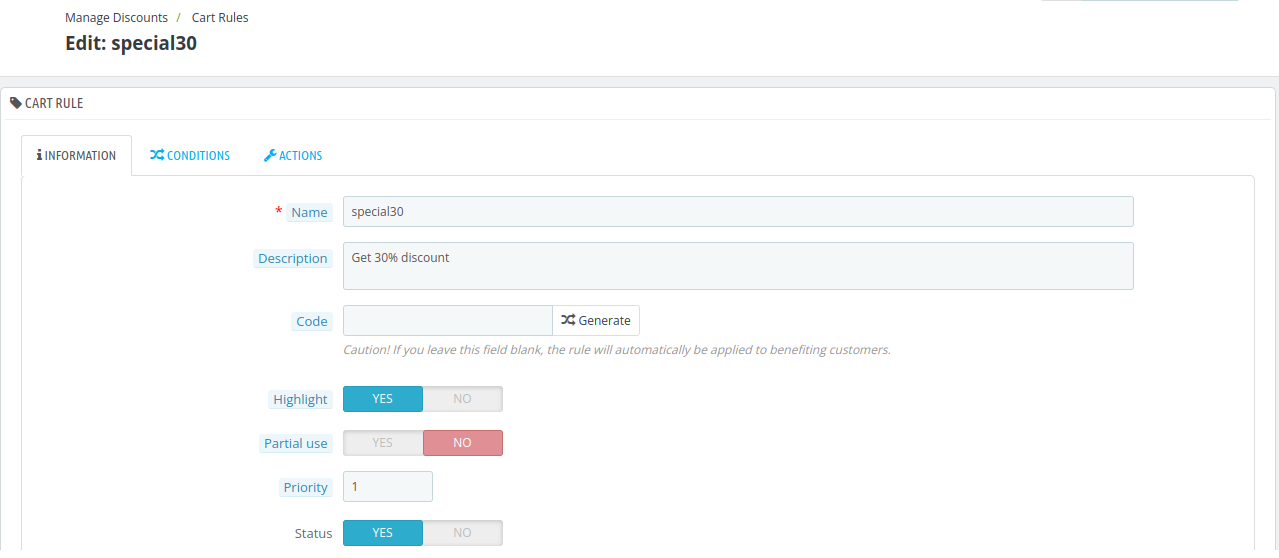 Manage Discounts / Cart Rules
Edit: special30
CART RULE
INFORMATION CONDITIONS ACTIONS
* Name special30
Description Get 30% discount
Code Generate
Caution! If you leave this field blank, the rule will automatically be applied to benefiting customers.
Highlight YES NO
Partial use YES NO
Priority 1
Status YES NO